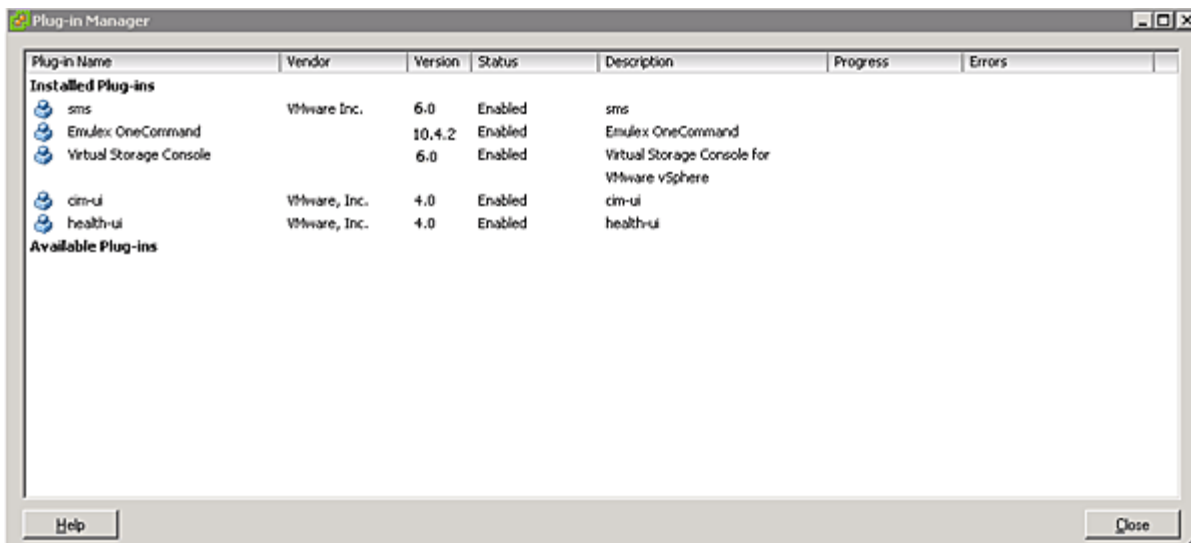 Plug-in Manager
Plug-in Name Vendor Version Status Description Progress Errors
Installed Plug-ins
sms VMware Inc. 6.0 Enabled sms
Emulex OneCommand 10.4.2 Enabled Emulex OneCommand
Virtual Storage Console 6.0 Enabled Virtual Storage Console for
VMware vSphere
cim-ui VMware, Inc. 4.0 Enabled cim-ui
health-ui VMware, Inc. 4.0 Enabled health-ui
Available Plug-ins
Help Close